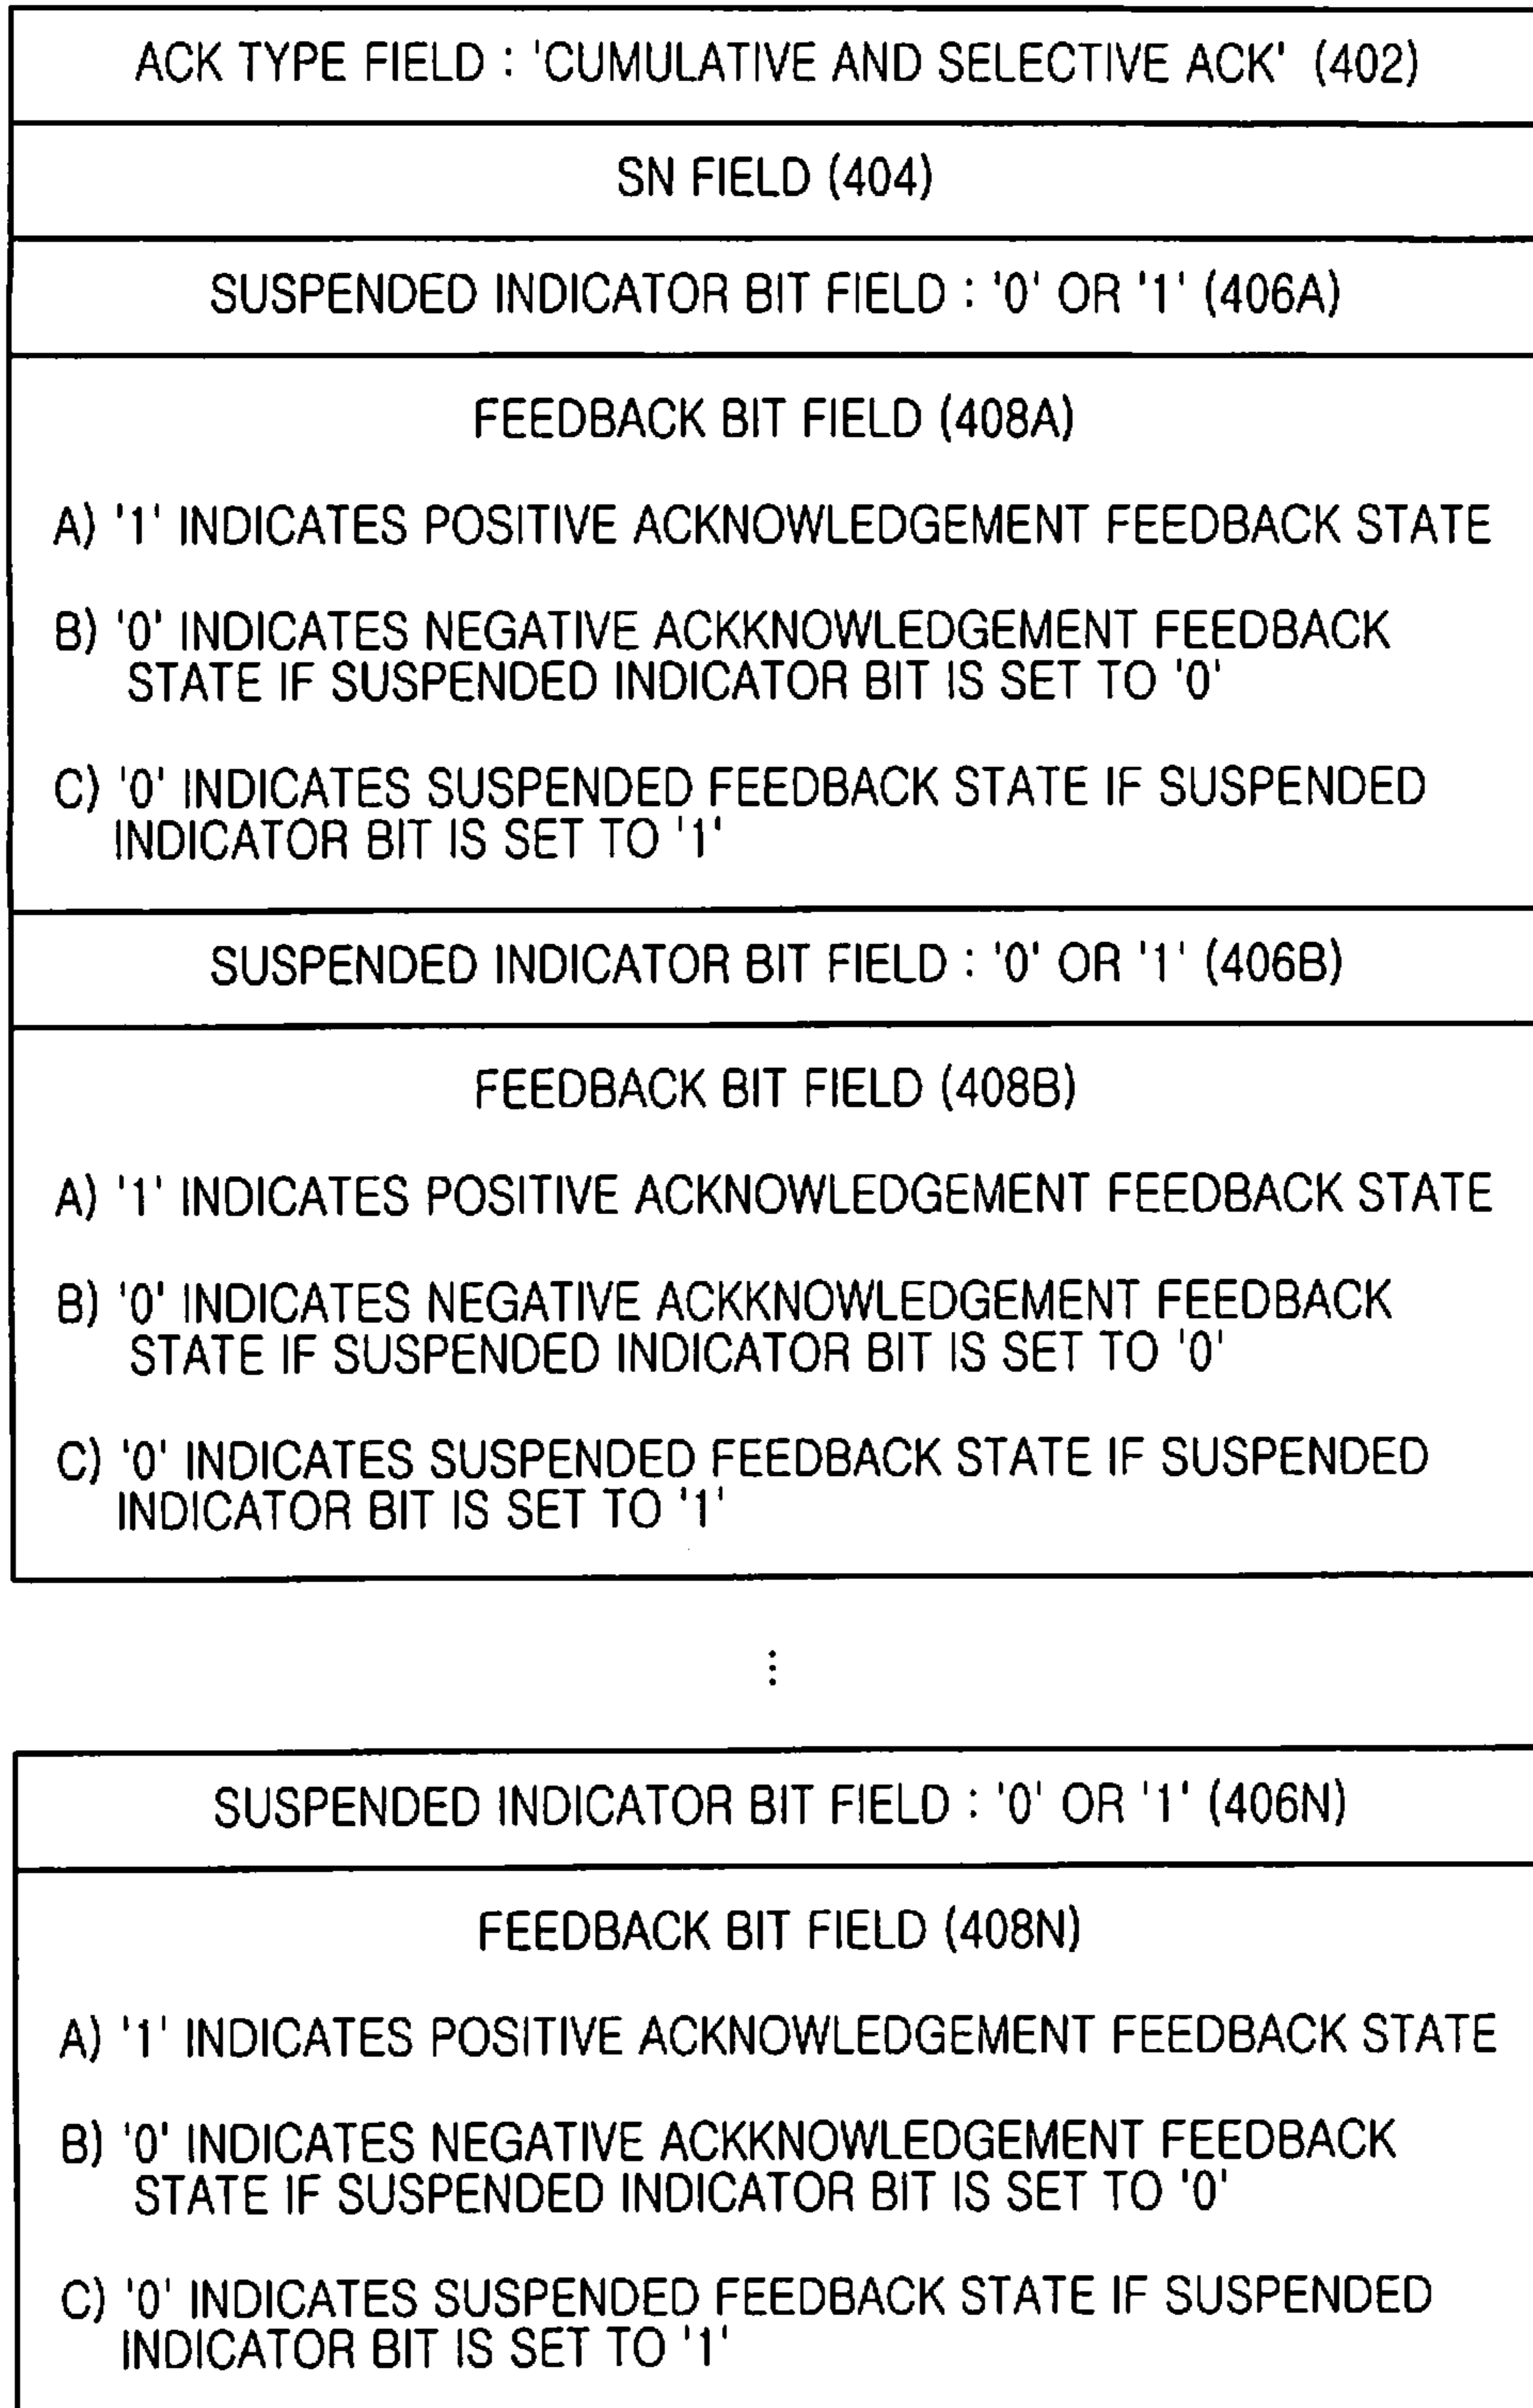 ACK TYPE FIELD : 'CUMULATIVE AND SELECTIVE ACK' (402)
SN FIELD (404)
SUSPENDED INDICATOR BIT FIELD : '0' OR '1' (406A)
FEEDBACK BIT FIELD (408A)
A) '1' INDICATES POSITIVE ACKNOWLEDGEMENT FEEDBACK STATE
B) '0' INDICATES NEGATIVE ACKKNOWLEDGEMENT FEEDBACK
STATE IF SUSPENDED INDICATOR BIT IS SET TO '0'
C) '0' INDICATES SUSPENDED FEEDBACK STATE IF SUSPENDED
INDICATOR BIT IS SET TO '1'
SUSPENDED INDICATOR BIT FIELD : '0' OR '1' (406B)
FEEDBACK BIT FIELD (408B)
A) '1' INDICATES POSITIVE ACKNOWLEDGEMENT FEEDBACK STATE
B) '0' INDICATES NEGATIVE ACKKNOWLEDGEMENT FEEDBACK
STATE IF SUSPENDED INDICATOR BIT IS SET TO '0'
C) '0' INDICATES SUSPENDED FEEDBACK STATE IF SUSPENDED
INDICATOR BIT IS SET TO '1'
⋮
SUSPENDED INDICATOR BIT FIELD : '0' OR '1' (406N)
FEEDBACK BIT FIELD (408N)
A) '1' INDICATES POSITIVE ACKNOWLEDGEMENT FEEDBACK STATE
B) '0' INDICATES NEGATIVE ACKKNOWLEDGEMENT FEEDBACK
STATE IF SUSPENDED INDICATOR BIT IS SET TO '0'
C) '0' INDICATES SUSPENDED FEEDBACK STATE IF SUSPENDED
INDICATOR BIT IS SET TO '1'